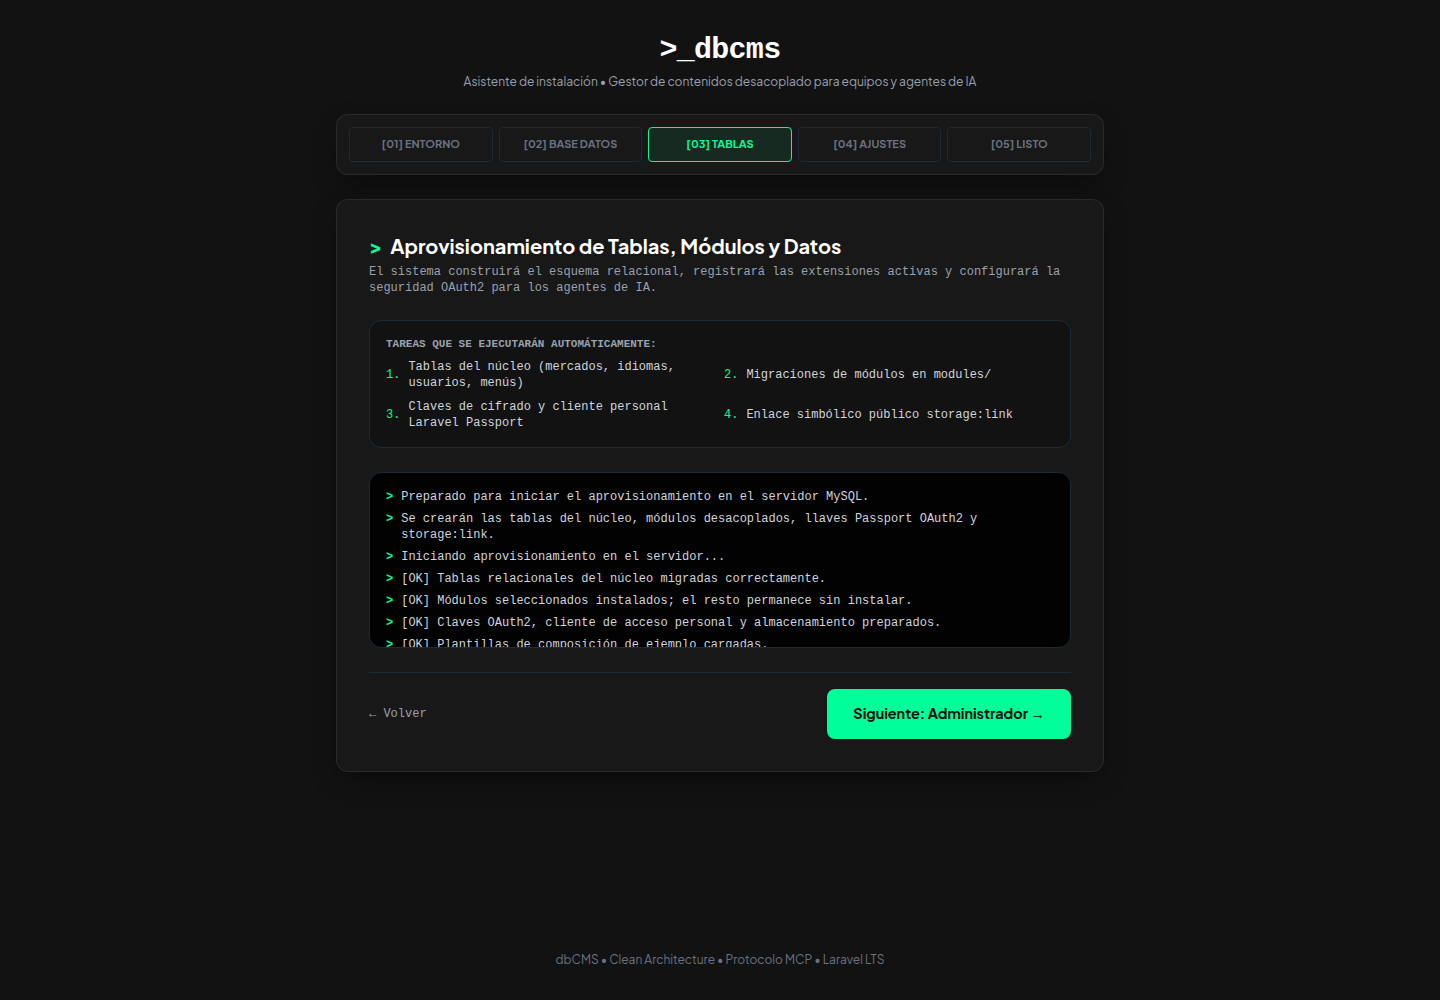 >_dbcms
Asistente de instalación • Gestor de contenidos desacoplado para equipos y agentes de IA
[01] ENTORNO
[02] BASE DATOS
[03] TABLAS
[04] AJUSTES
[05] LISTO
> Aprovisionamiento de Tablas, Módulos y Datos
El sistema construirá el esquema relacional, registrará las extensiones activas y configurará la
seguridad OAuth2 para los agentes de IA.
TAREAS QUE SE EJECUTARÁN AUTOMÁTICAMENTE:
1. Tablas del núcleo (mercados, idiomas,
usuarios, menús)
2. Migraciones de módulos en modules/
3. Claves de cifrado y cliente personal
Laravel Passport
4. Enlace simbólico público storage:link
> Preparado para iniciar el aprovisionamiento en el servidor MySQL.
> Se crearán las tablas del núcleo, módulos desacoplados, llaves Passport OAuth2 y
storage:link.
> Iniciando aprovisionamiento en el servidor...
> [OK] Tablas relacionales del núcleo migradas correctamente.
> [OK] Módulos seleccionados instalados; el resto permanece sin instalar.
> [OK] Claves OAuth2, cliente de acceso personal y almacenamiento preparados.
> [OK] Plantillas de composición de ejemplo cargadas.
← Volver
Siguiente: Administrador →
dbCMS • Clean Architecture • Protocolo MCP • Laravel LTS